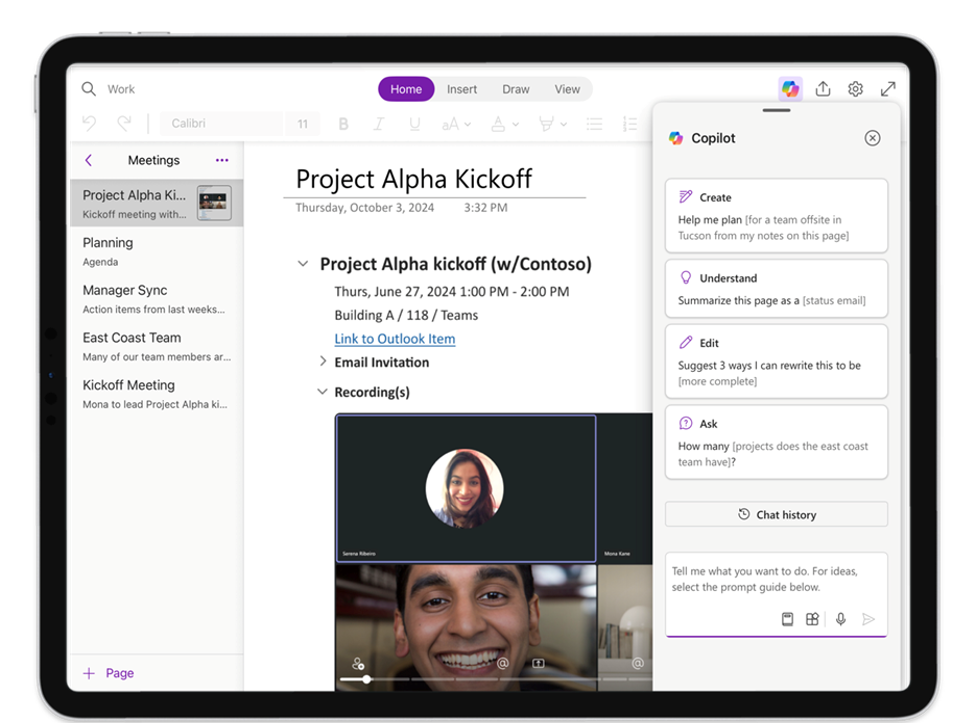 Work
Home
Insert
Draw
View
Calibri
11
B
I
U
aA
A
Meetings
Project Alpha Ki...
Kickoff meeting with...
Planning
Agenda
Manager Sync
Action items from last weeks...
East Coast Team
Many of our team members ar...
Kickoff Meeting
Mona to lead Project Alpha ki...
Page
Project Alpha Kickoff
Thursday, October 3, 2024 3:32 PM
Project Alpha kickoff (w/Contoso)
Thurs, June 27, 2024 1:00 PM - 2:00 PM
Building A / 118 / Teams
Link to Outlook Item
Email Invitation
Recording(s)
Serena Ribeiro
Mona Kane
Copilot
Create
Help me plan [for a team offsite in
Tucson from my notes on this page]
Understand
Summarize this page as a [status email]
Edit
Suggest 3 ways I can rewrite this to be
[more complete]
Ask
How many [projects does the east coast
team have]?
Chat history
Tell me what you want to do. For ideas,
select the prompt guide below.